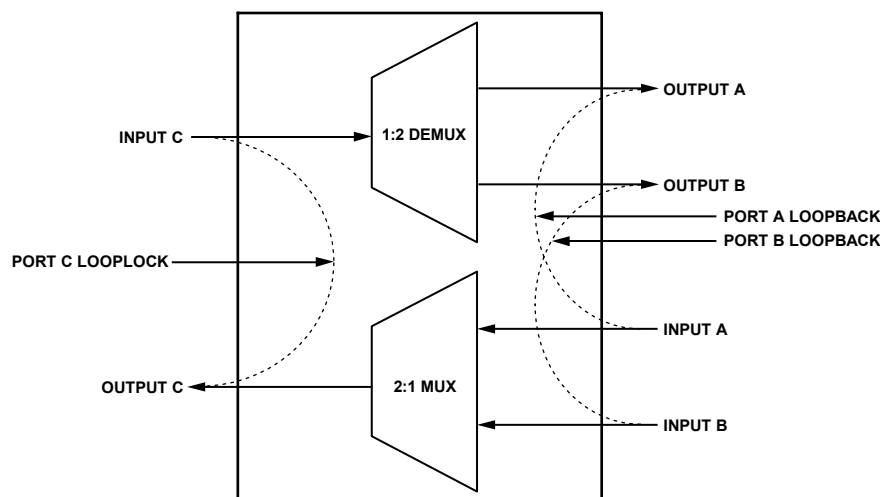 OUTPUT A
1:2 DEMUX
INPUT C
OUTPUT B
PORT A LOOPBACK
PORT B LOOPBACK
PORT C LOOPLOCK
INPUT A
OUTPUT C
2:1 MUX
INPUT B